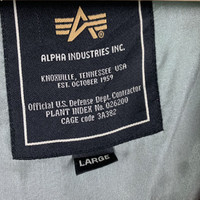 ALPHA INDUSTRIES INC.
KNOXVILLE, TENNESSEE USA
EST. OCTOBER 1959
Official U.S. Defense Dept. Contractor
PLANT INDEX No. 026200
CAGE code 3A382
LARGE